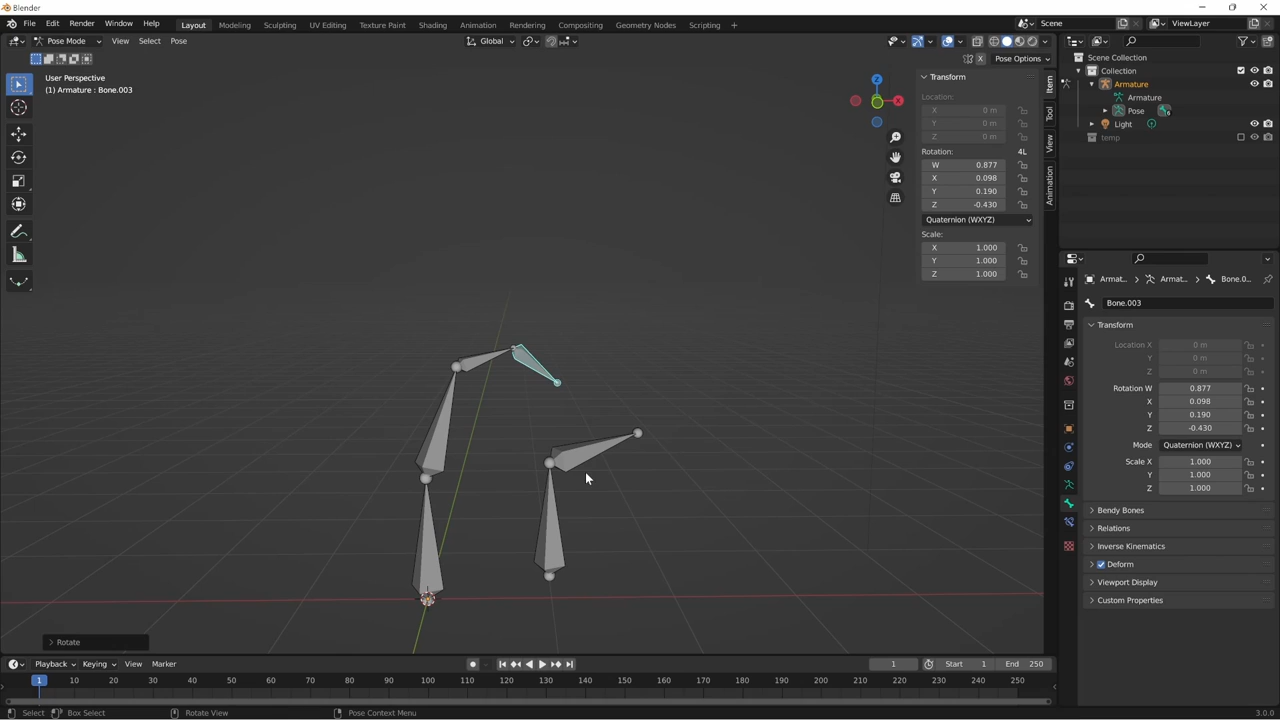 Blender
File Edit Render Window Help Layout Modeling Sculpting UV Editing Texture Paint Shading Animation Rendering Compositing Geometry Nodes Scripting + Scene ViewLayer
Pose Mode View Select Pose Global
Pose Options
User Perspective
(1) Armature : Bone.003
Z
X
Transform
Location:
X 0 m
Y 0 m
Z 0 m
Rotation: 4L
W 0.877
X 0.098
Y 0.190
Z -0.430
Quaternion (WXYZ)
Scale:
X 1.000
Y 1.000
Z 1.000
Item
Tool
View
Animation
Scene Collection
Collection
Armature
Armature
Pose 6
Light
temp
Armat... Armat... Bone.0...
Bone.003
Transform
Location X 0 m
Y 0 m
Z 0 m
Rotation W 0.877
X 0.098
Y 0.190
Z -0.430
Mode Quaternion (WXYZ)
Scale X 1.000
Y 1.000
Z 1.000
Bendy Bones
Relations
Inverse Kinematics
Deform
Viewport Display
Custom Properties
Rotate
Playback Keying View Marker 1 Start 1 End 250
1 10 20 30 40 50 60 70 80 90 100 110 120 130 140 150 160 170 180 190 200 210 220 230 240 250
Select Box Select Rotate View Pose Context Menu 3.0.0